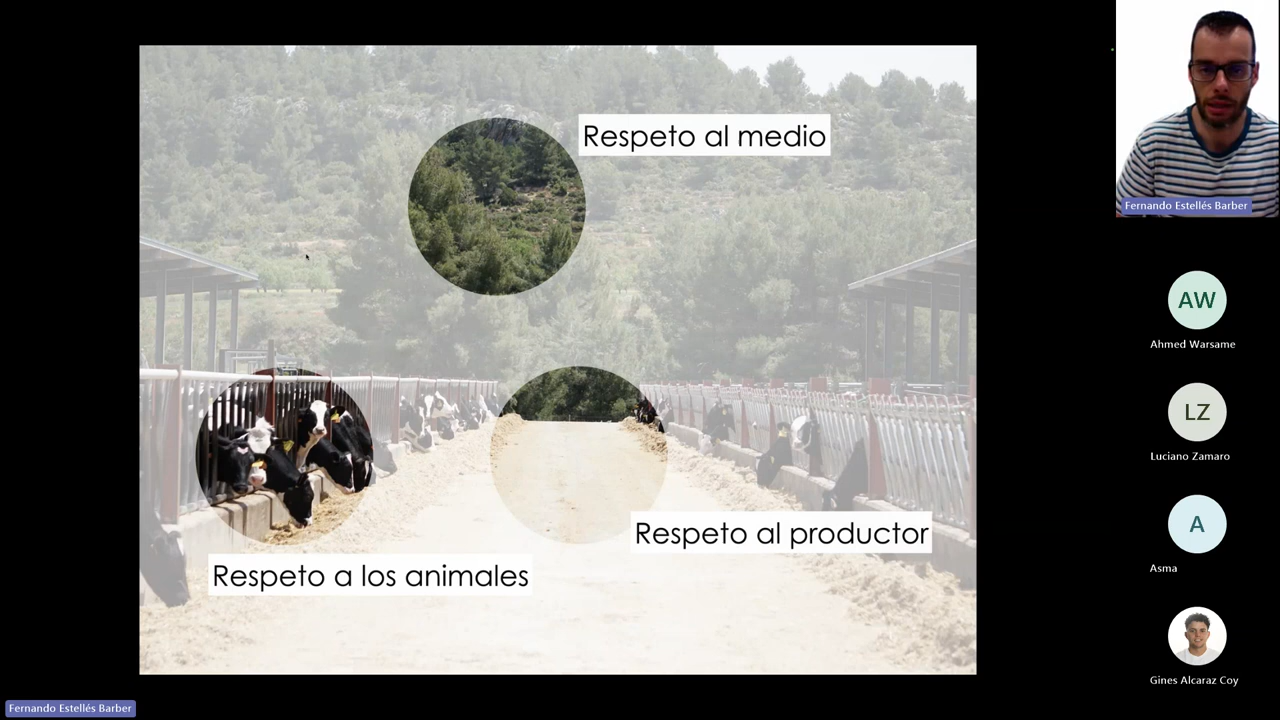 Respeto al medio
Respeto al productor
Respeto a los animales
Fernando Estellés Barber
AW
Ahmed Warsame
LZ
Luciano Zamaro
A
Asma
Gines Alcaraz Coy
Fernando Estellés Barber